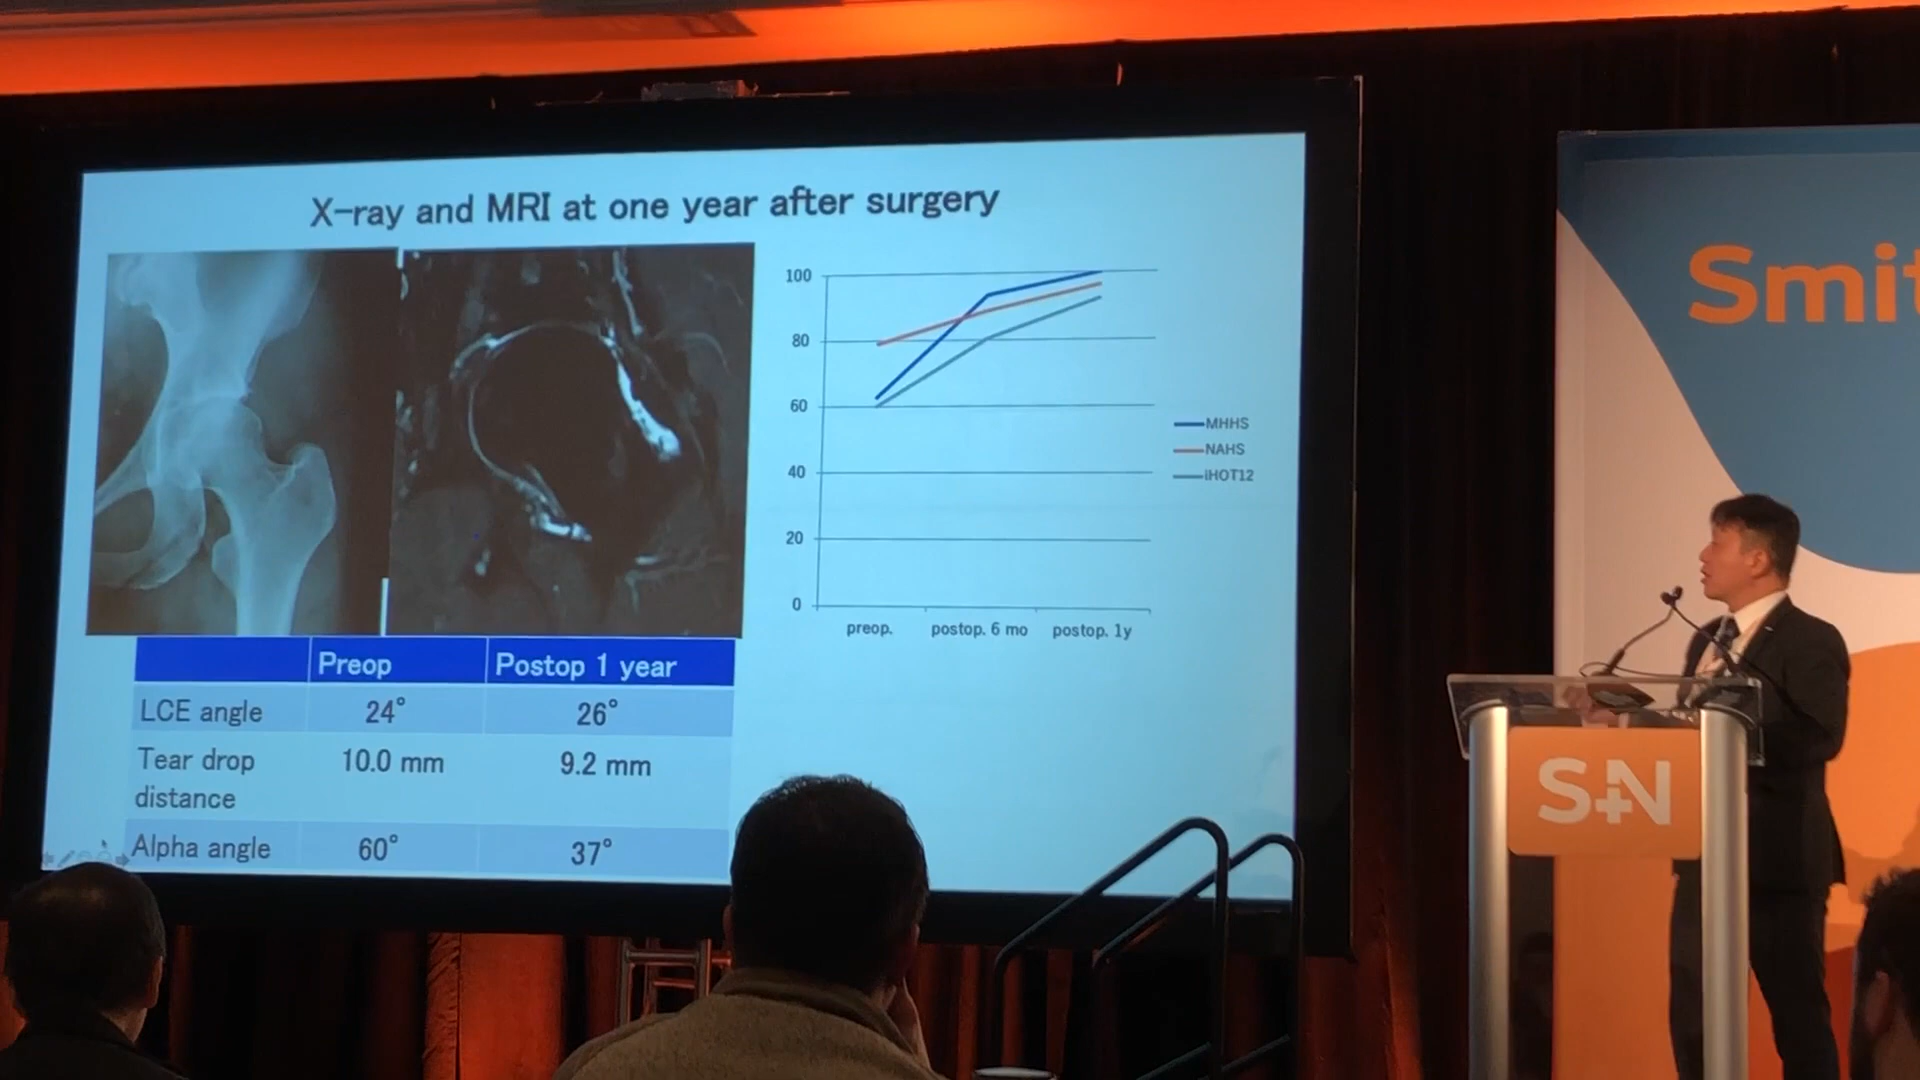 X-ray and MRI at one year after surgery
100
80
60
40
20
0
preop. postop. 6 mo postop. 1y
MHHS
NAHS
iHOT12
Preop Postop 1 year
LCE angle 24° 26°
Tear drop distance 10.0 mm 9.2 mm
Alpha angle 60° 37°
Smit
S+N